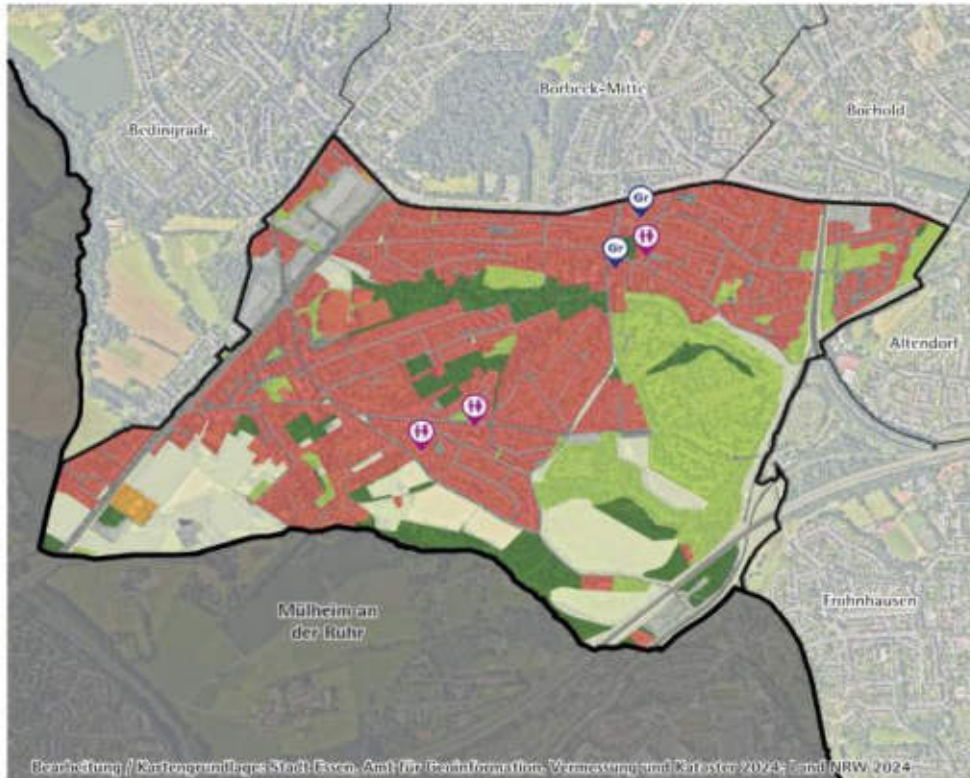 Borbeck-Mitte
Bochold
Bedingrade
Gr
Gr
Altendorf
Frohnhausen
Mülheim an
der Ruhr
Bearbeitung / Kartengrundlage: Stadt Essen, Amt für Geoinformation, Vermessung und Kataster 2024; Land NRW 2024